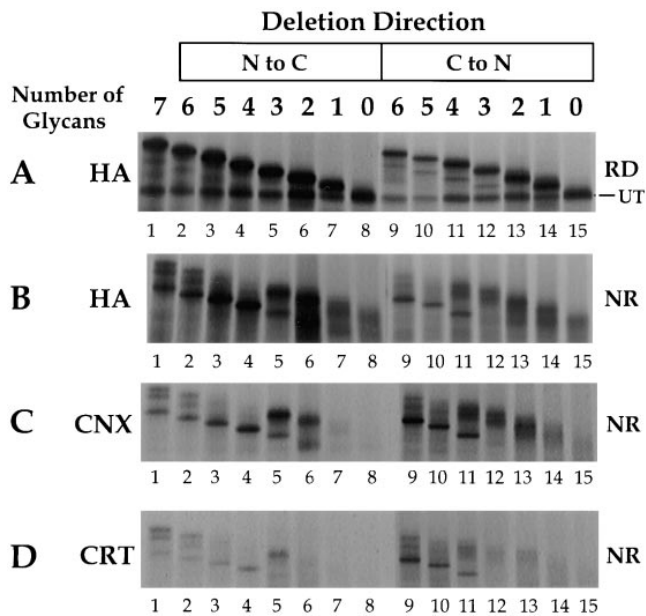 Deletion Direction
N to C C to N
Number of Glycans 7 6 5 4 3 2 1 0 6 5 4 3 2 1 0
A HA RD
UT
1 2 3 4 5 6 7 8 9 10 11 12 13 14 15
B HA NR
1 2 3 4 5 6 7 8 9 10 11 12 13 14 15
C CNX NR
1 2 3 4 5 6 7 8 9 10 11 12 13 14 15
D CRT NR
1 2 3 4 5 6 7 8 9 10 11 12 13 14 15